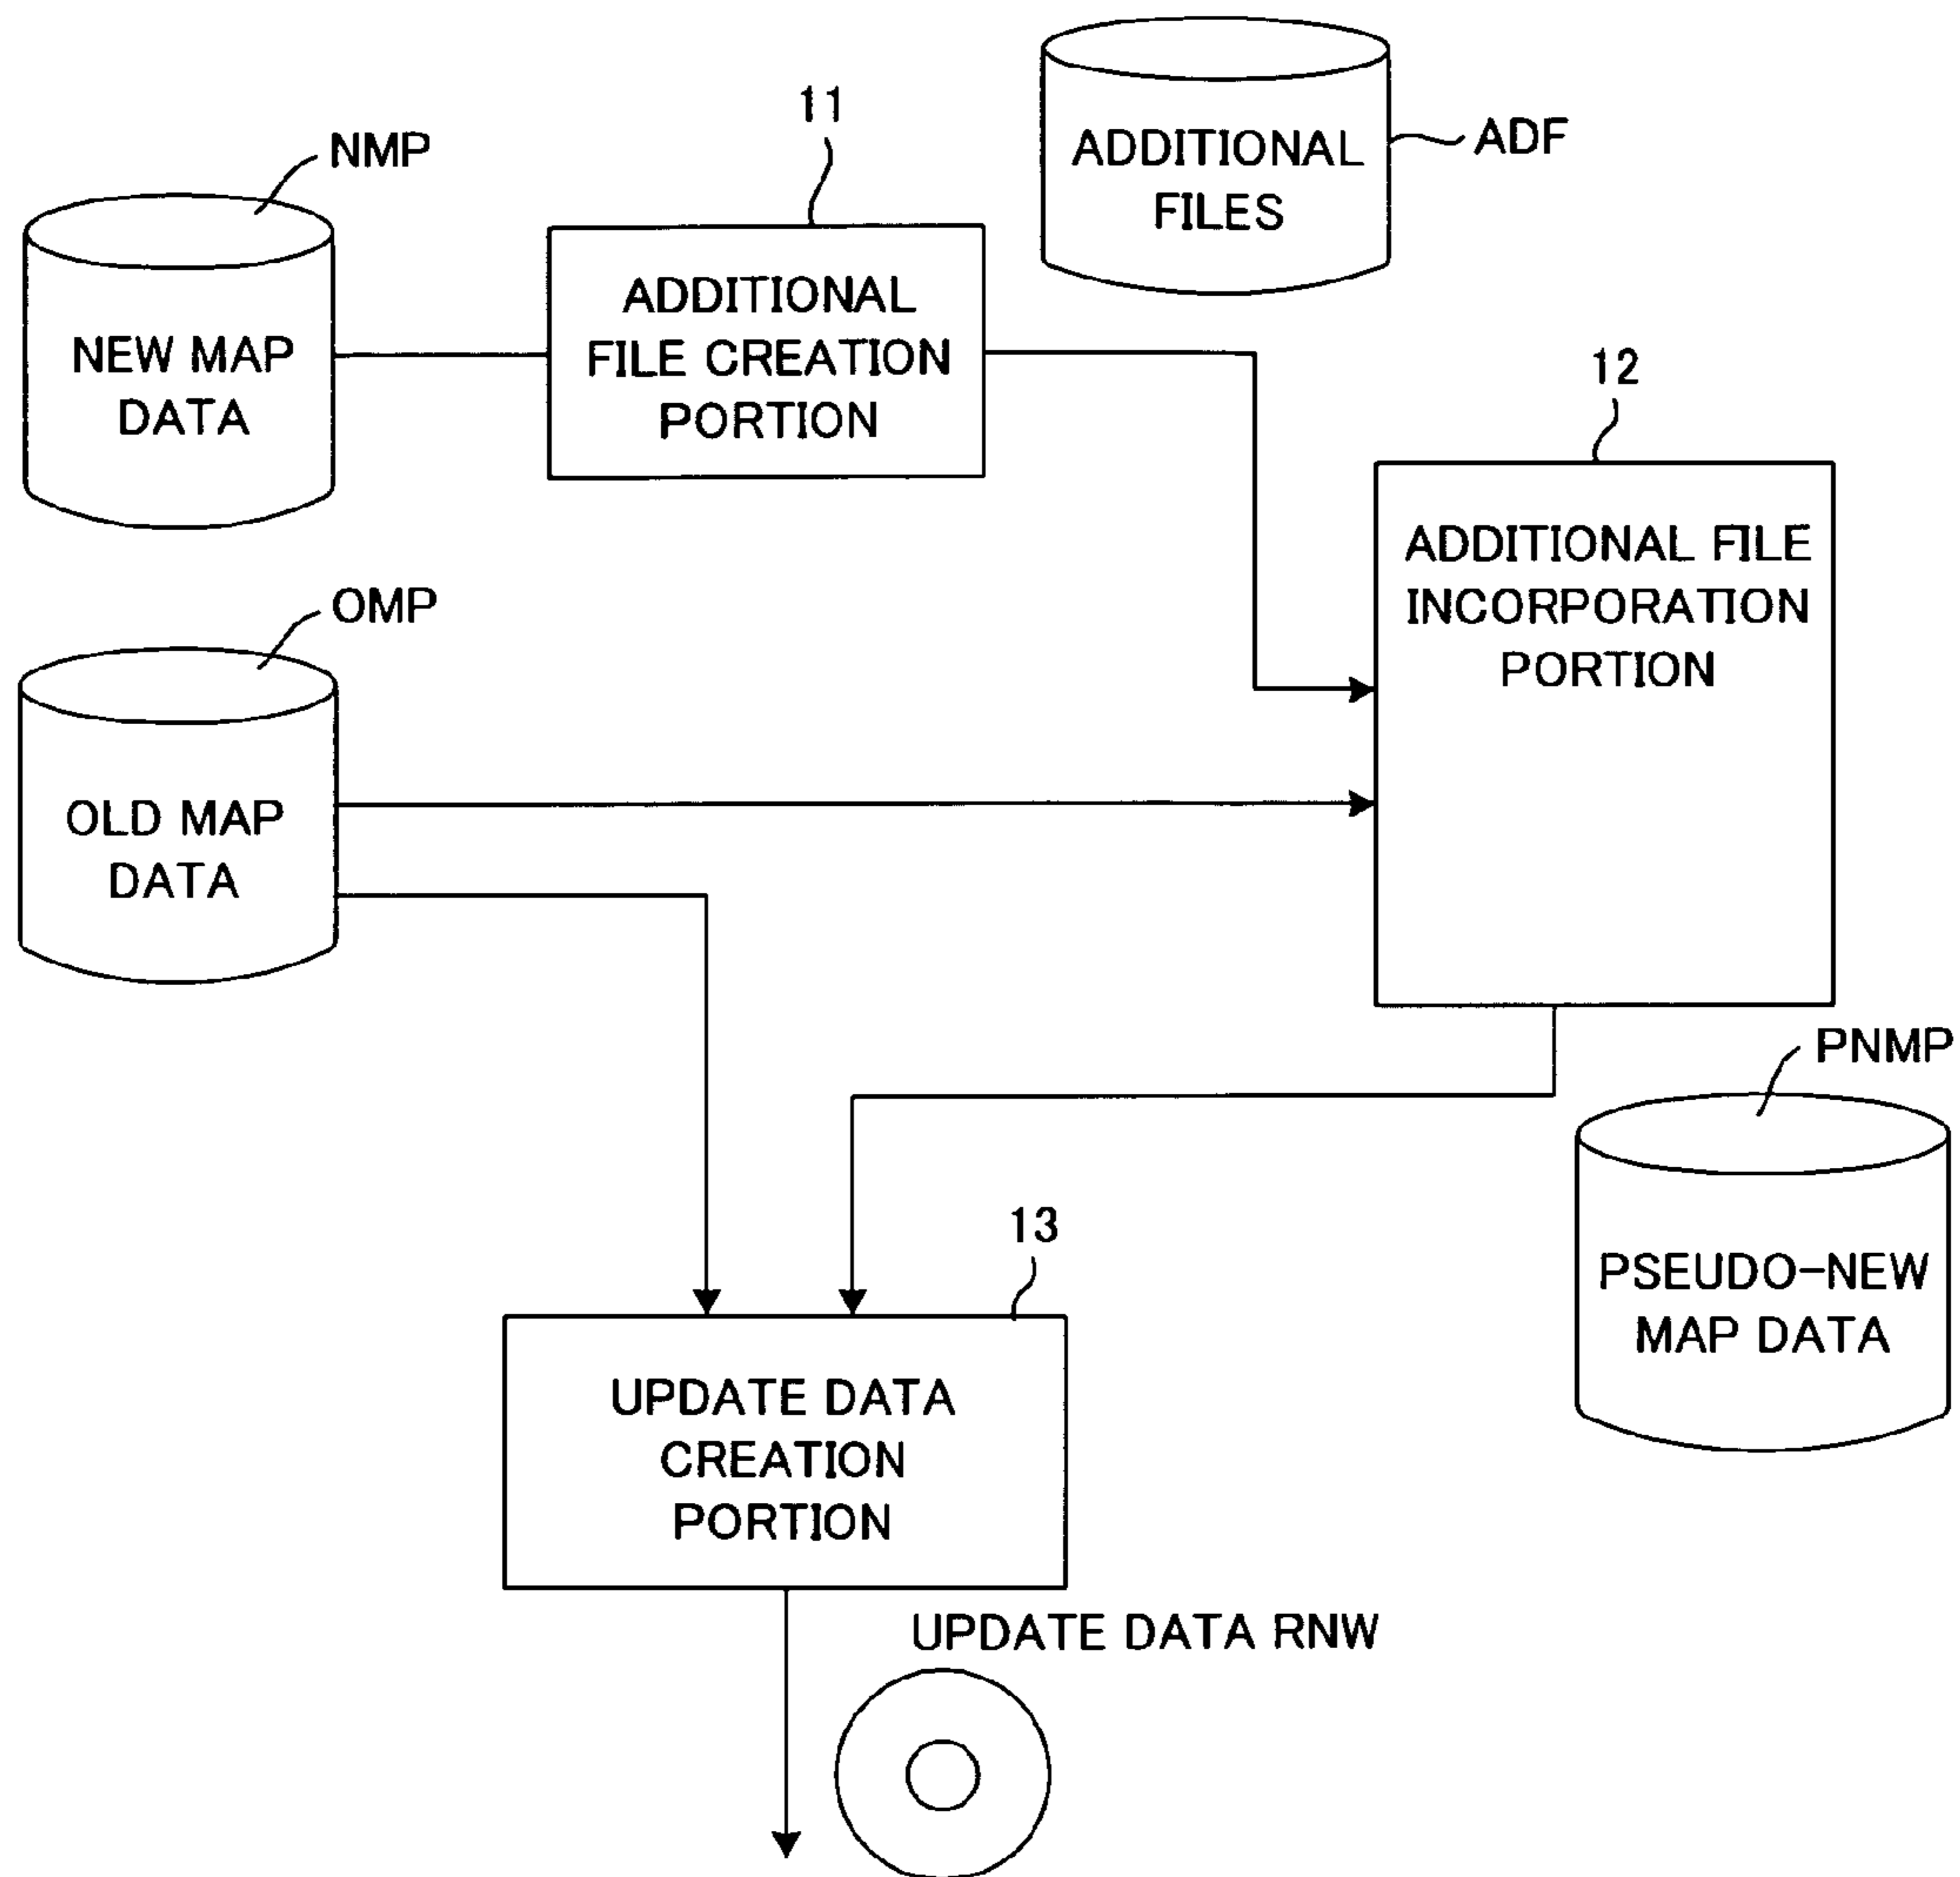 ADDITIONAL
FILES
ADF
11
NMP
NEW MAP
DATA
ADDITIONAL
FILE CREATION
PORTION
12
ADDITIONAL FILE
INCORPORATION
PORTION
OMP
OLD MAP
DATA
PNMP
PSEUDO-NEW
MAP DATA
13
UPDATE DATA
CREATION
PORTION
UPDATE DATA RNW